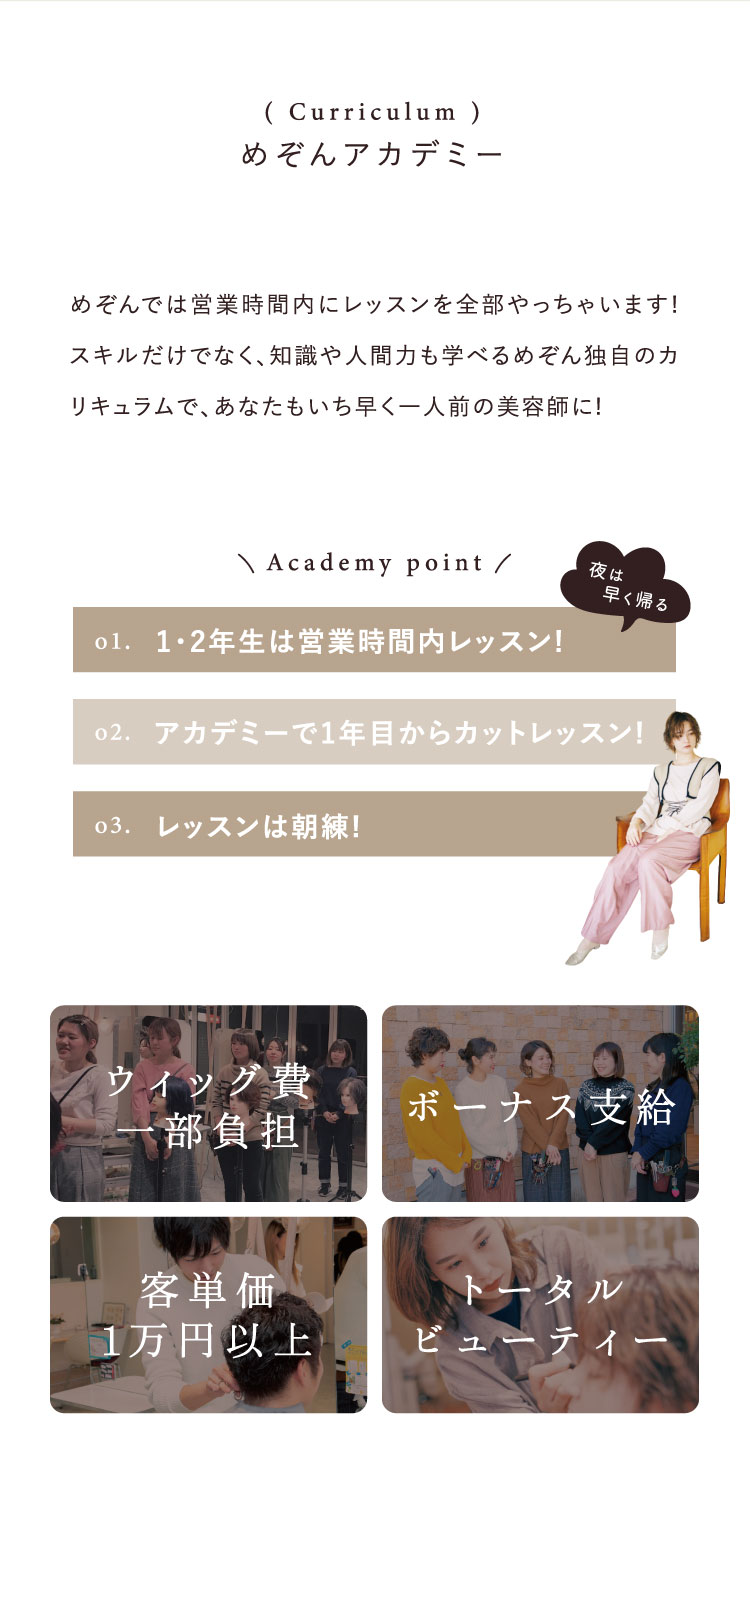 ( Curriculum )
めぞんアカデミー
めぞんでは営業時間内にレッスンを全部やっちゃいます!
スキルだけでなく、知識や人間力も学べるめぞん独自のカ
リキュラムで、あなたもいち早く一人前の美容師に!
\ Academy point /
夜は
早く帰る
01. 1・2年生は営業時間内レッスン!
02. アカデミーで1年目からカットレッスン!
03. レッスンは朝練!
ウィッグ費
一部負担
ボーナス支給
客単価
1万円以上
トータル
ビューティー